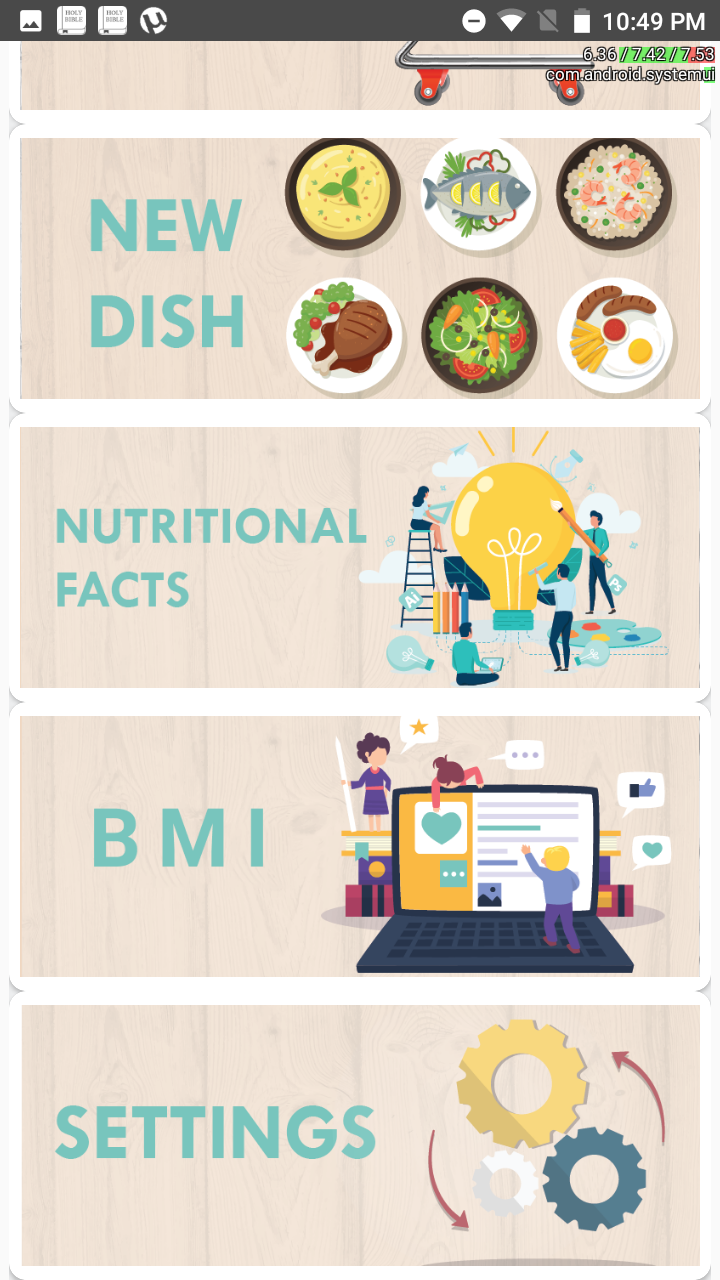 HOLY
BIBLE
HOLY
BIBLE
10:49 PM
6.36 / 7.42 / 7.53
com.android.systemui
NEW
DISH
NUTRITIONAL
FACTS
Ai
Ps
B M I
SETTINGS